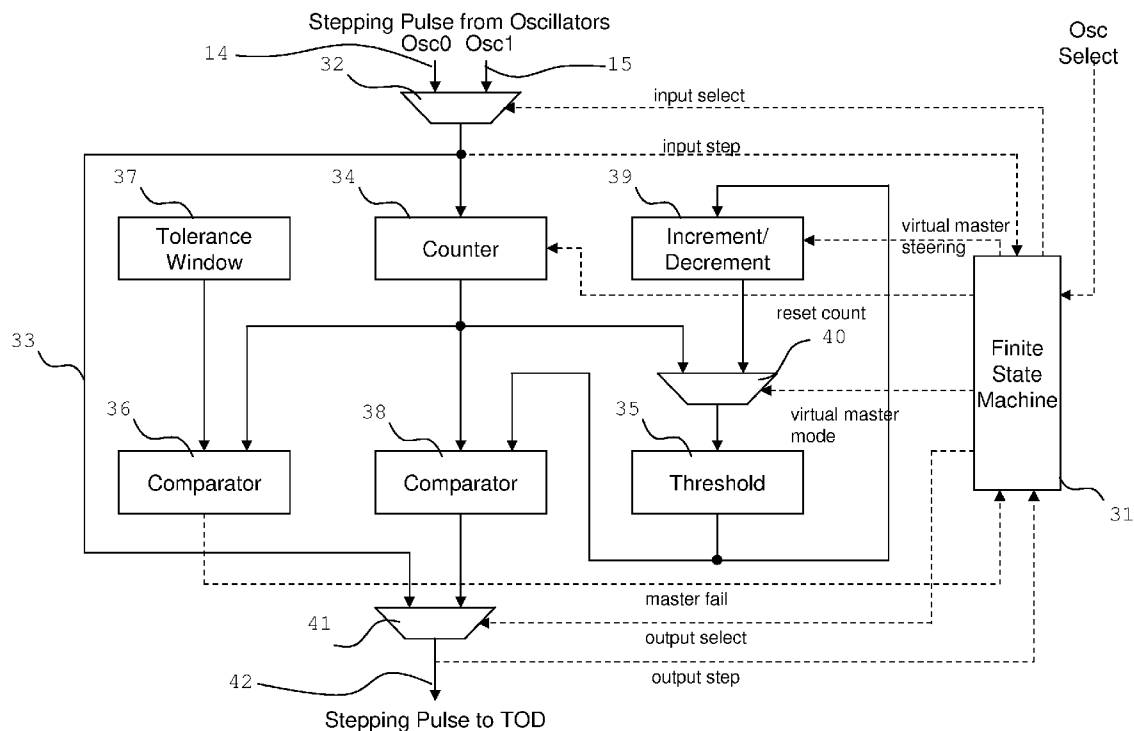 Stepping Pulse from Oscillators
Osc0 Osc1
Osc
Select
14
32
15
input select
input step
37
34
39
Tolerance
Window
Counter
Increment/
Decrement
virtual master
steering
reset count
33
40
Finite
State
Machine
36
38
35
virtual master
mode
Comparator
Comparator
Threshold
31
master fail
41
output select
42
output step
Stepping Pulse to TOD